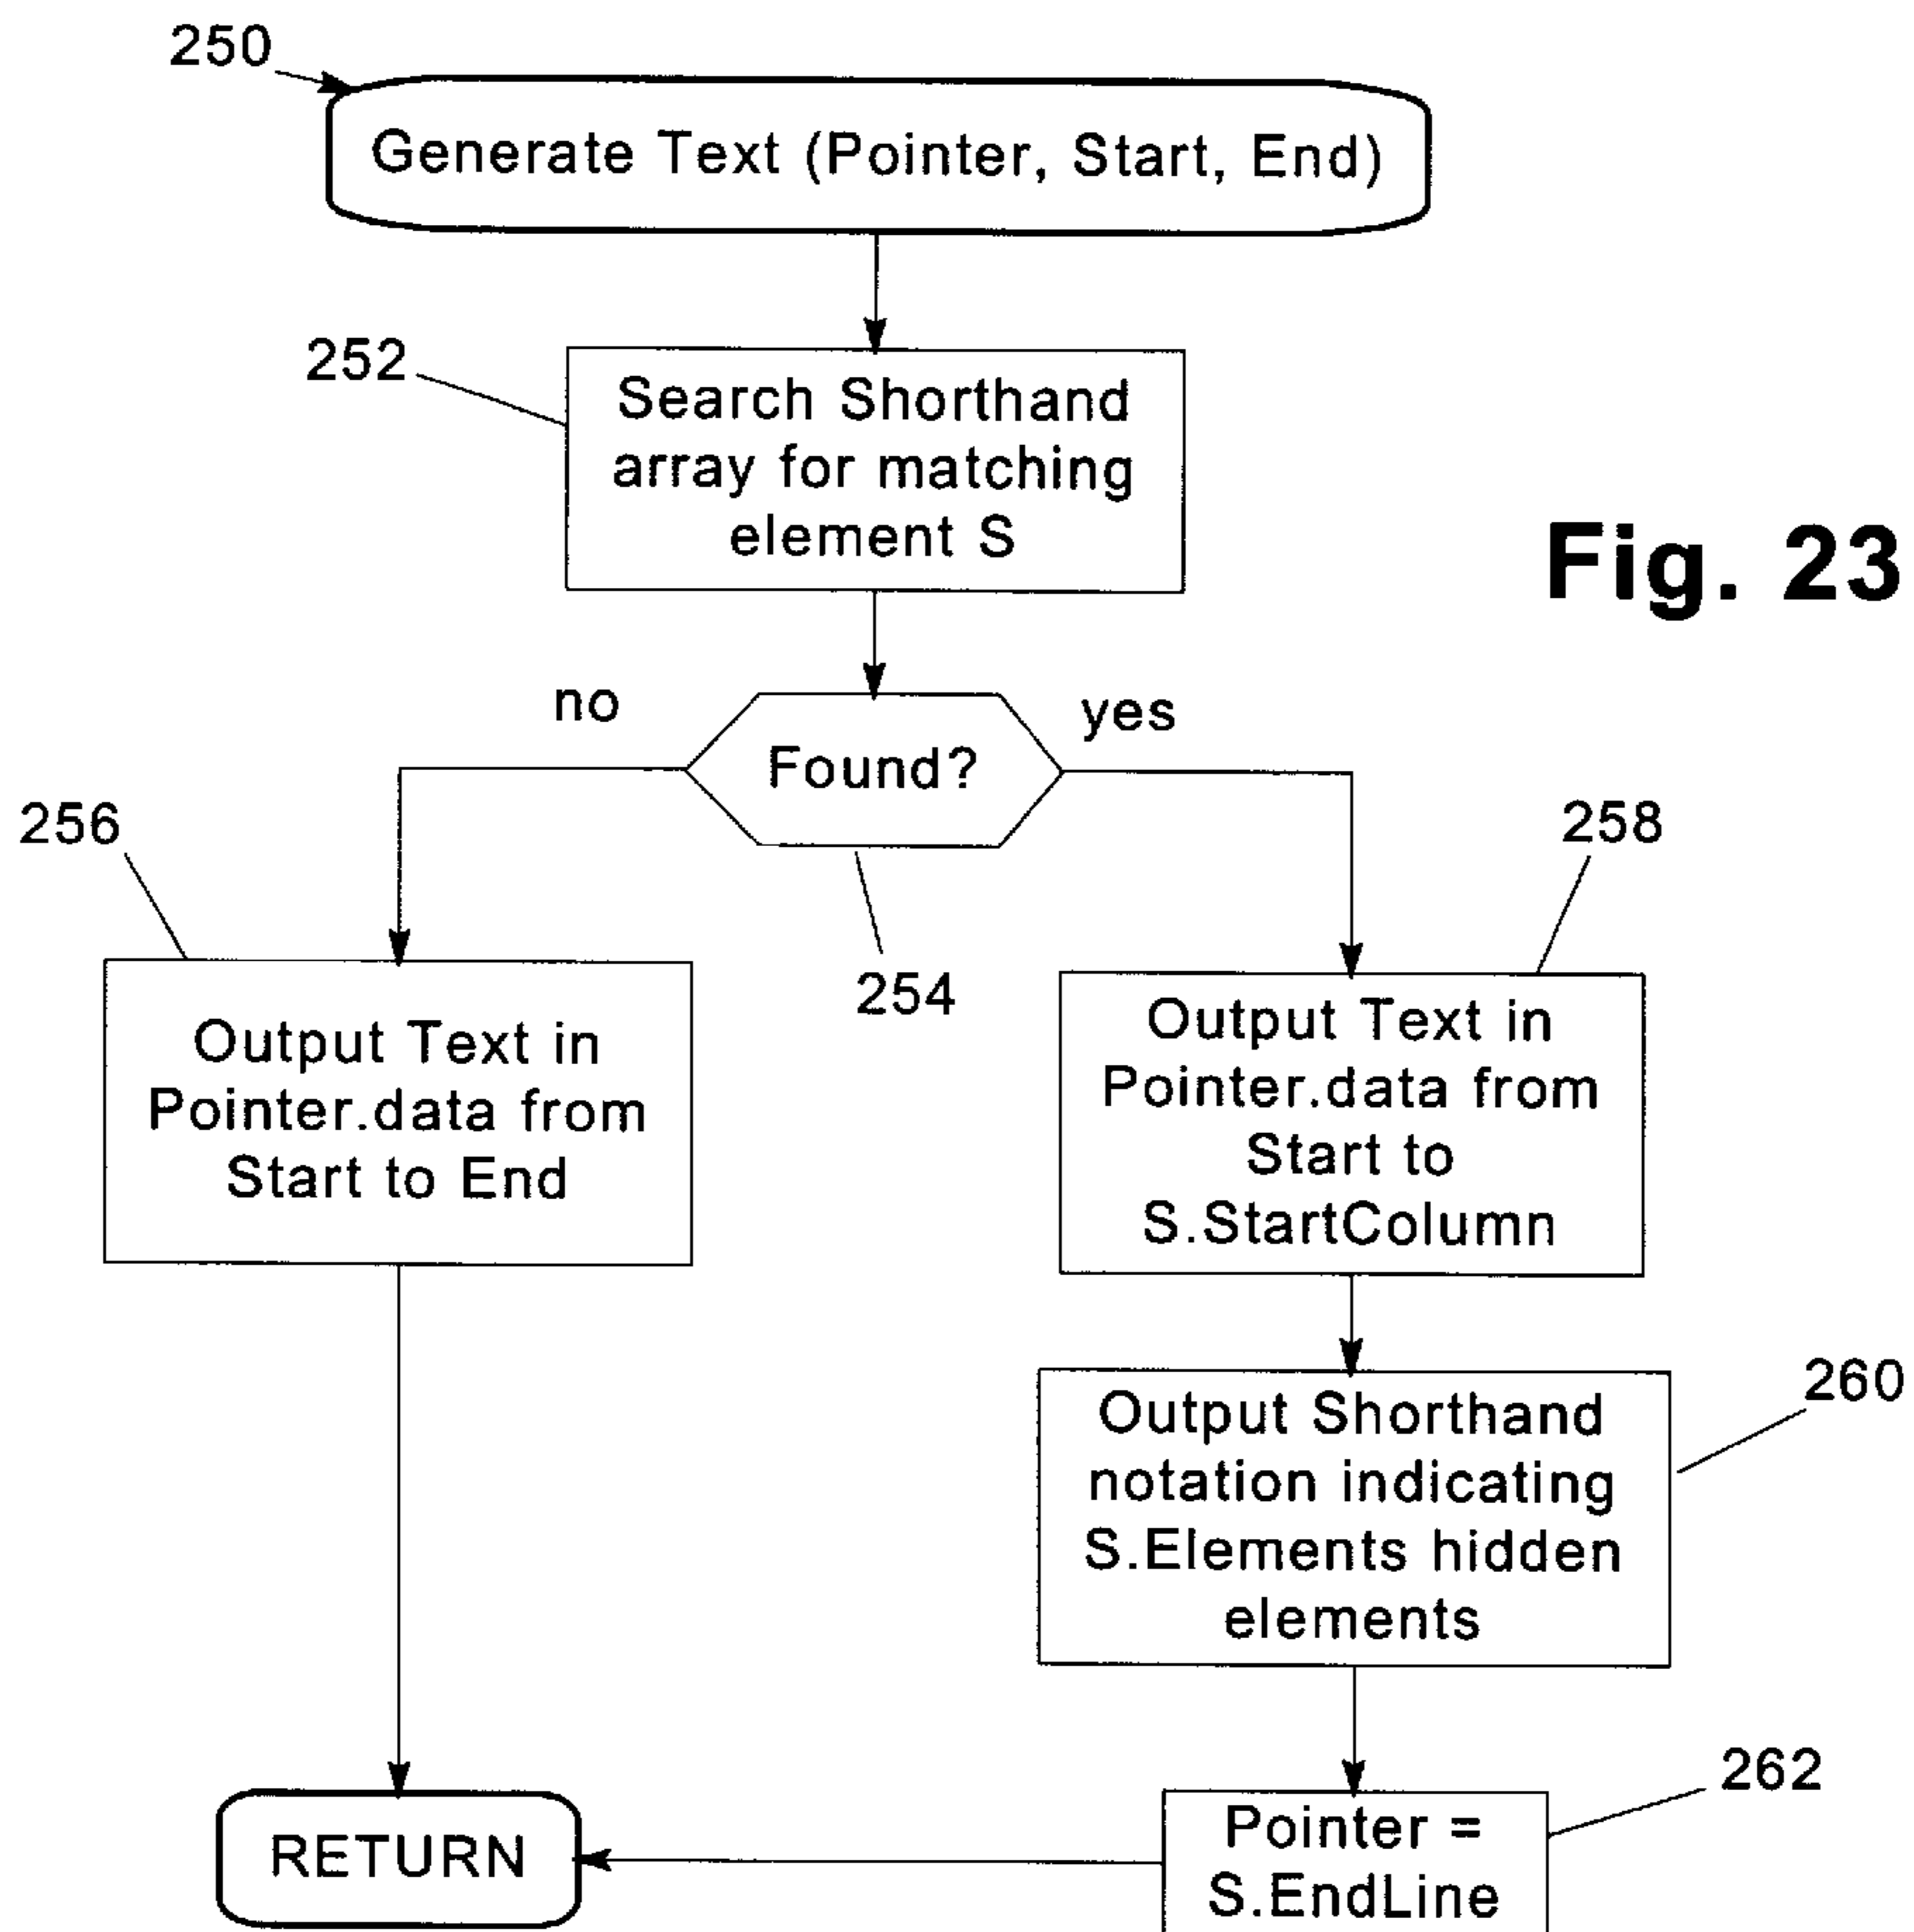 250
Generate Text (Pointer, Start, End)
252
Search Shorthand
array for matching
element S
Fig. 23
no
Found?
yes
256
258
254
Output Text in
Pointer.data from
Start to End
Output Text in
Pointer.data from
Start to
S.StartColumn
260
Output Shorthand
notation indicating
S.Elements hidden
elements
262
RETURN
Pointer =
S.EndLine